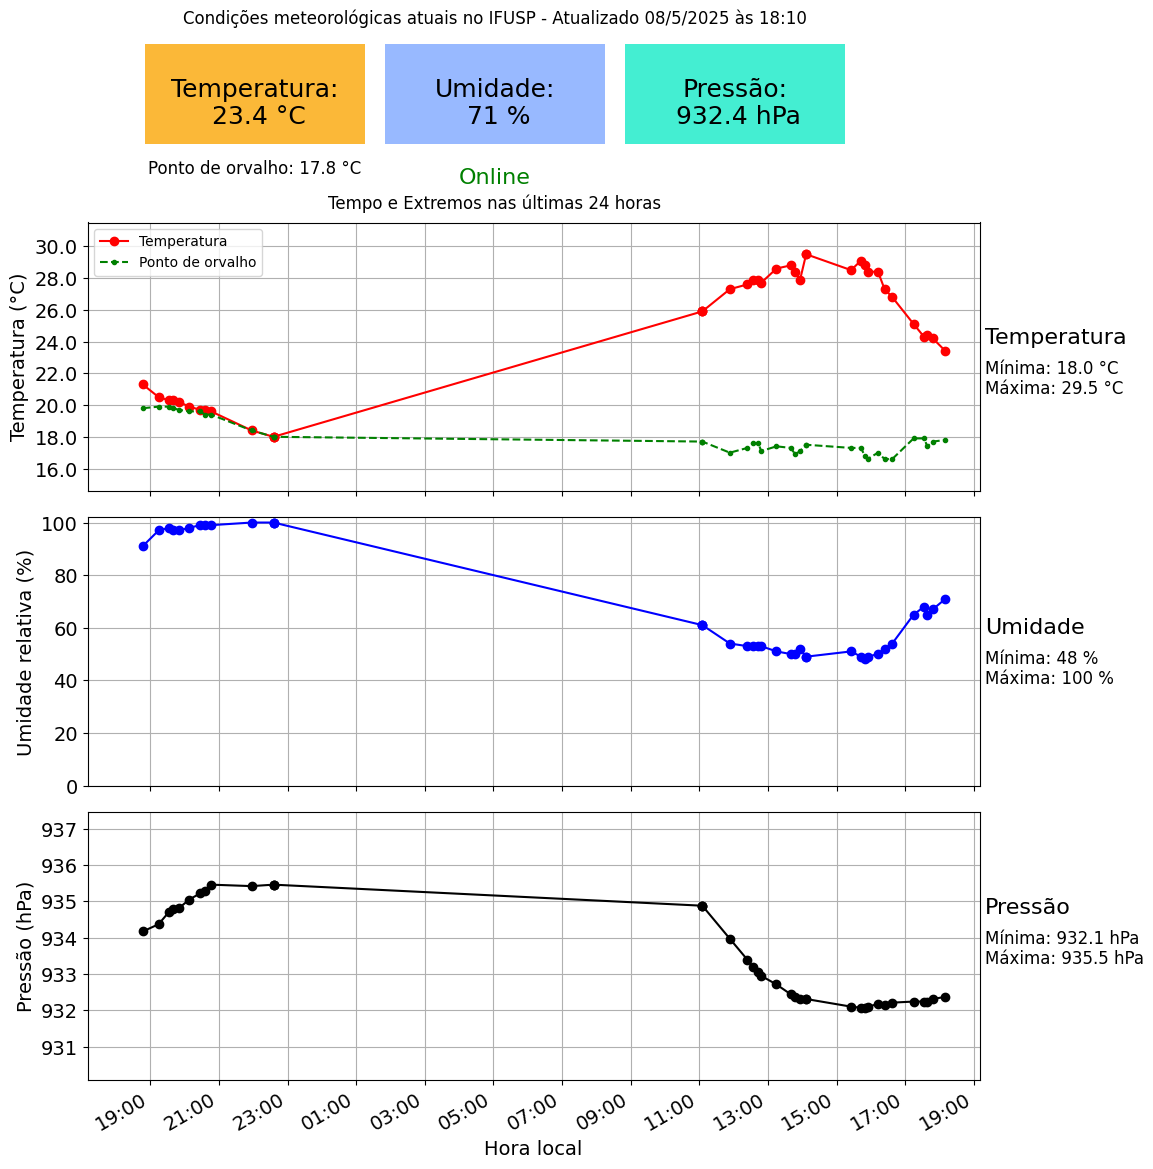 Condições meteorológicas atuais no IFUSP - Atualizado 08/5/2025 às 18:10
Temperatura:
23.4 °C
Umidade:
71 %
Pressão:
932.4 hPa
Ponto de orvalho: 17.8 °C
Online
Tempo e Extremos nas últimas 24 horas
Temperatura
Ponto de orvalho
Temperatura (°C)
30.0
28.0
26.0
24.0
22.0
20.0
18.0
16.0
Temperatura
Mínima: 18.0 °C
Máxima: 29.5 °C
Umidade relativa (%)
100
80
60
40
20
0
Umidade
Mínima: 48 %
Máxima: 100 %
Pressão (hPa)
937
936
935
934
933
932
931
Pressão
Mínima: 932.1 hPa
Máxima: 935.5 hPa
19:00 21:00 23:00 01:00 03:00 05:00 07:00 09:00 11:00 13:00 15:00 17:00 19:00
Hora local